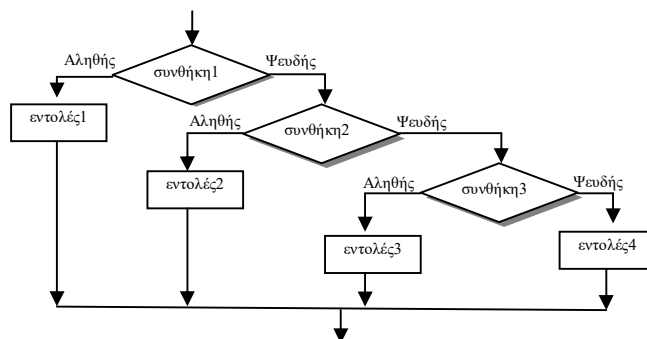 Αληθής
Ψευδής
συνθήκη1
εντολές1
Αληθής
Ψευδής
συνθήκη2
εντολές2
Αληθής
Ψευδής
συνθήκη3
εντολές3
εντολές4